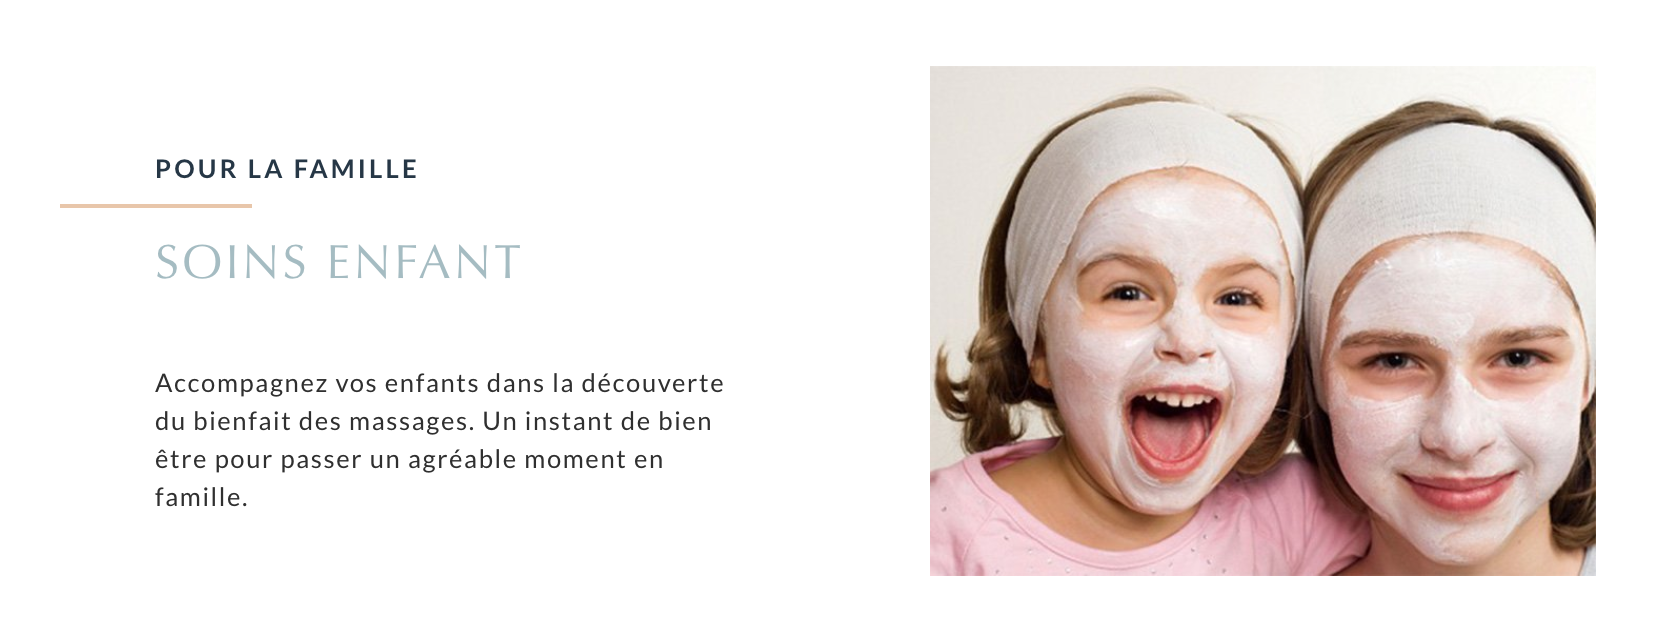 POUR LA FAMILLE
SOINS ENFANT
Accompagnez vos enfants dans la découverte
du bienfait des massages. Un instant de bien
être pour passer un agréable moment en
famille.